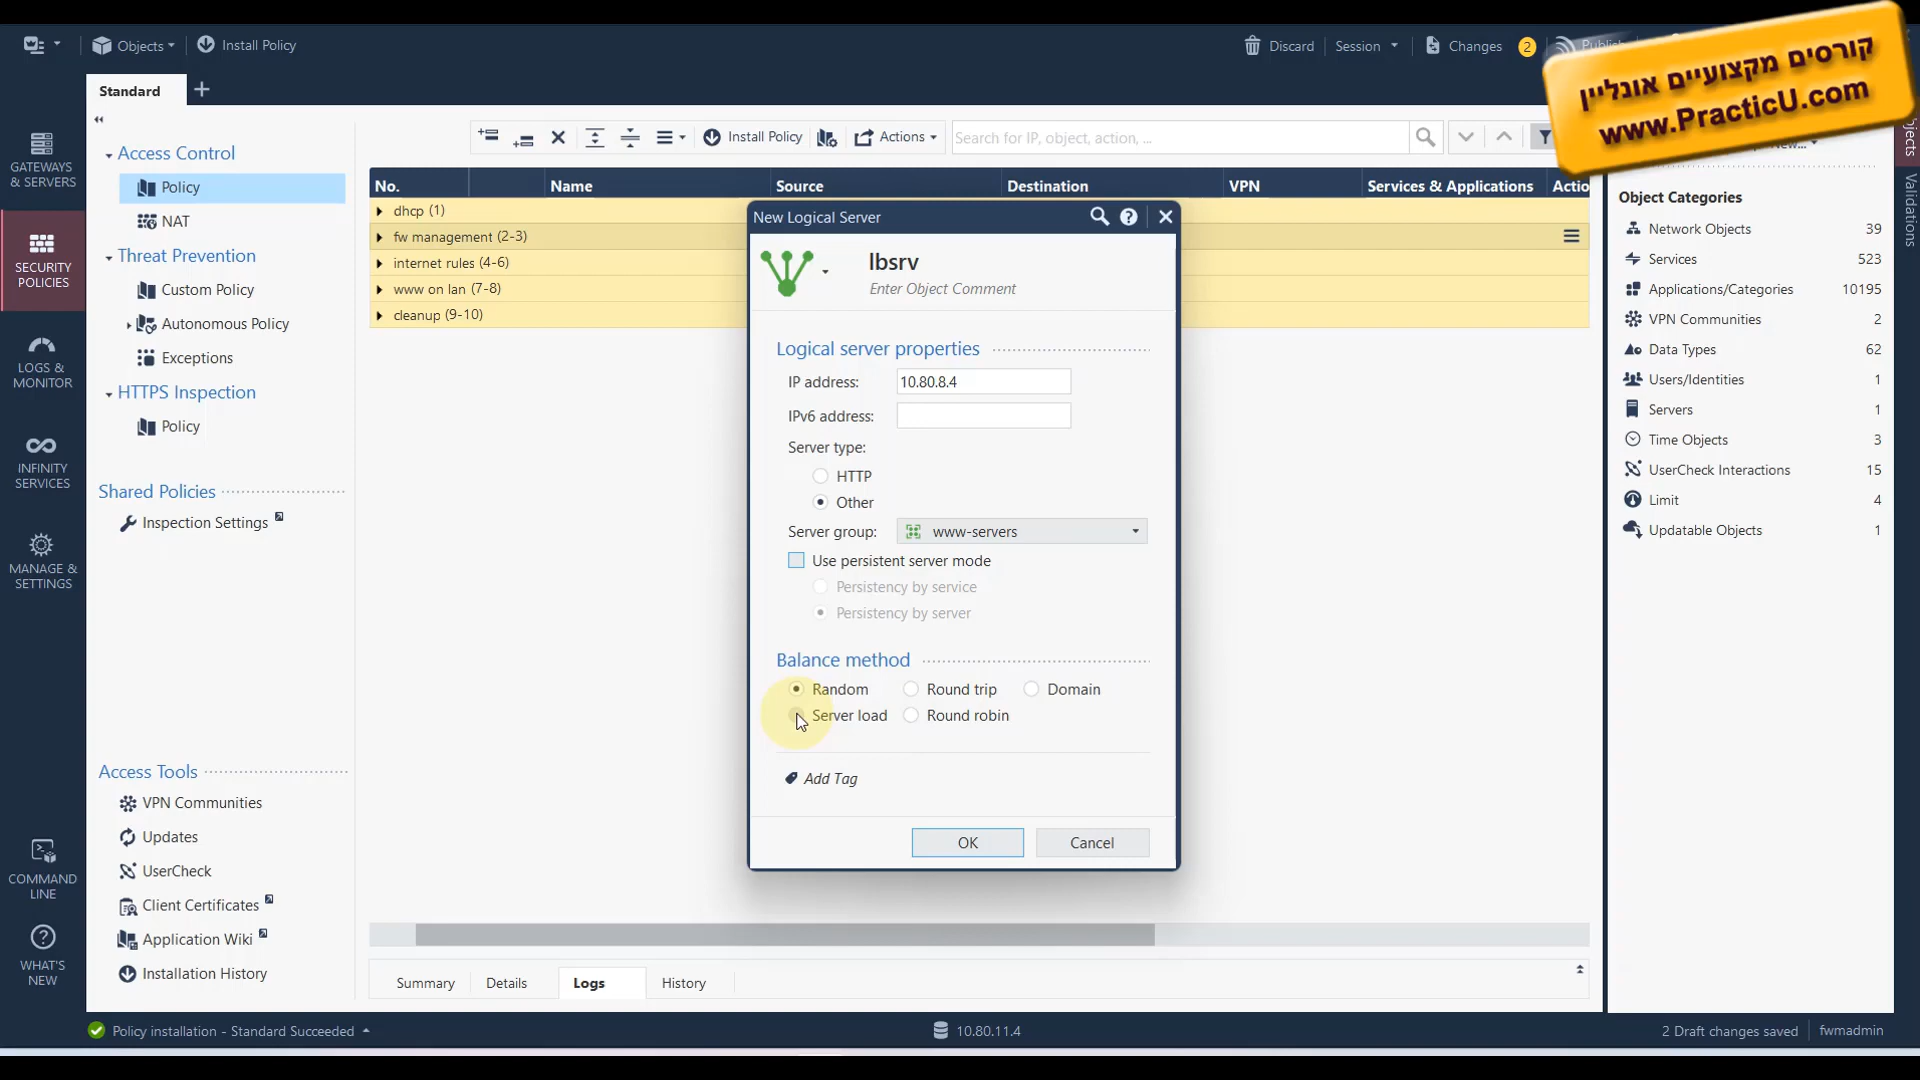 Objects
Install Policy
Discard
Session
Changes
2
קורסים מקצועיים אונליין
www.PracticU.com
Standard
GATEWAYS
& SERVERS
SECURITY
POLICIES
LOGS &
MONITOR
INFINITY
SERVICES
MANAGE &
SETTINGS
COMMAND
LINE
WHAT'S
NEW
Access Control
Policy
NAT
Threat Prevention
Custom Policy
Autonomous Policy
Exceptions
HTTPS Inspection
Policy
Shared Policies
Inspection Settings
Access Tools
VPN Communities
Updates
UserCheck
Client Certificates
Application Wiki
Installation History
Install Policy
Actions
Search for IP, object, action, ...
No.
Name
Source
Destination
VPN
Services & Applications
Actio
dhcp (1)
fw management (2-3)
internet rules (4-6)
www on lan (7-8)
cleanup (9-10)
New Logical Server
lbsrv
Enter Object Comment
Logical server properties
IP address:
10.80.8.4
IPv6 address:
Server type:
HTTP
Other
Server group:
www-servers
Use persistent server mode
Persistency by service
Persistency by server
Balance method
Random
Round trip
Domain
Server load
Round robin
Add Tag
OK
Cancel
Summary
Details
Logs
History
Object Categories
Network Objects 39
Services 523
Applications/Categories 10195
VPN Communities 2
Data Types 62
Users/Identities 1
Servers 1
Time Objects 3
UserCheck Interactions 15
Limit 4
Updatable Objects 1
Validations
Policy installation - Standard Succeeded
10.80.11.4
2 Draft changes saved
fwmadmin